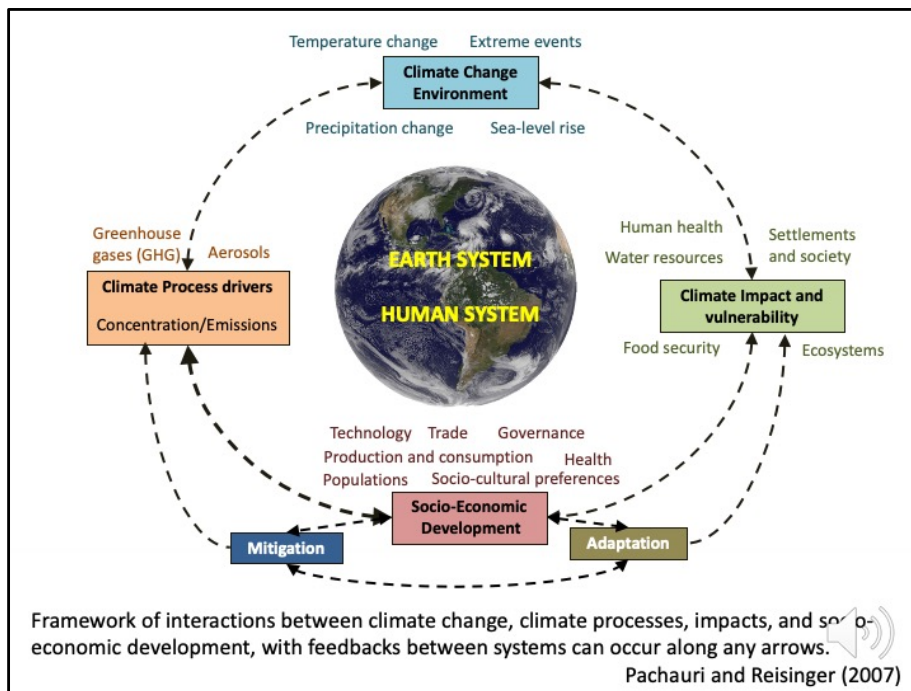 Temperature change Extreme events
Climate Change
Environment
Precipitation change Sea-level rise
Greenhouse
gases (GHG)
Aerosols
Climate Process drivers
Concentration/Emissions
EARTH SYSTEM
HUMAN SYSTEM
Human health
Water resources
Settlements
and society
Climate Impact and
vulnerability
Food security
Ecosystems
Technology Trade Governance
Production and consumption Health
Populations Socio-cultural preferences
Socio-Economic
Development
Mitigation
Adaptation
Framework of interactions between climate change, climate processes, impacts, and socio-
economic development, with feedbacks between systems can occur along any arrows.
Pachauri and Reisinger (2007)